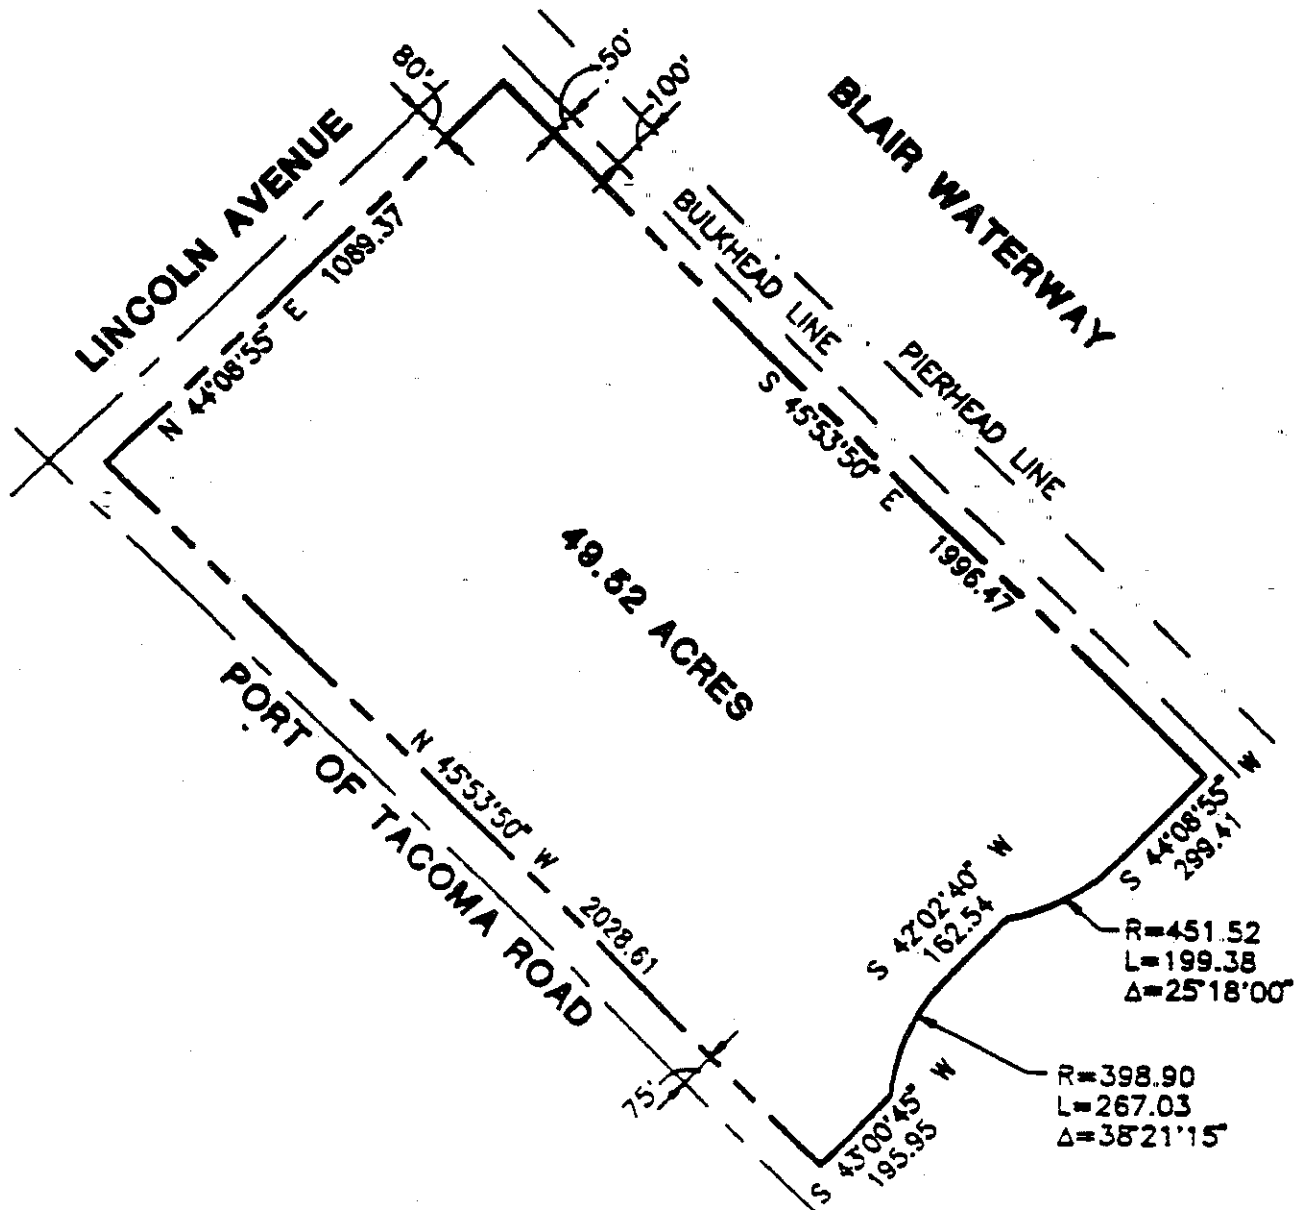 80'
50'
100'
LINCOLN AVENUE
BLAIR WATERWAY
N 44°08'55" E 1089.37
BULKHEAD LINE
PIERHEAD LINE
S 45°53'50" E 1996.47
49.52 ACRES
PORT OF TACOMA ROAD
N 45°53'50" W 2028.61
75'
S 44°08'55" W
299.41
R=451.52
L=199.38
Δ=25°18'00"
S 42°02'40" W
162.54
R=398.90
L=267.03
Δ=38°21'15"
S 43°00'45" W
195.95